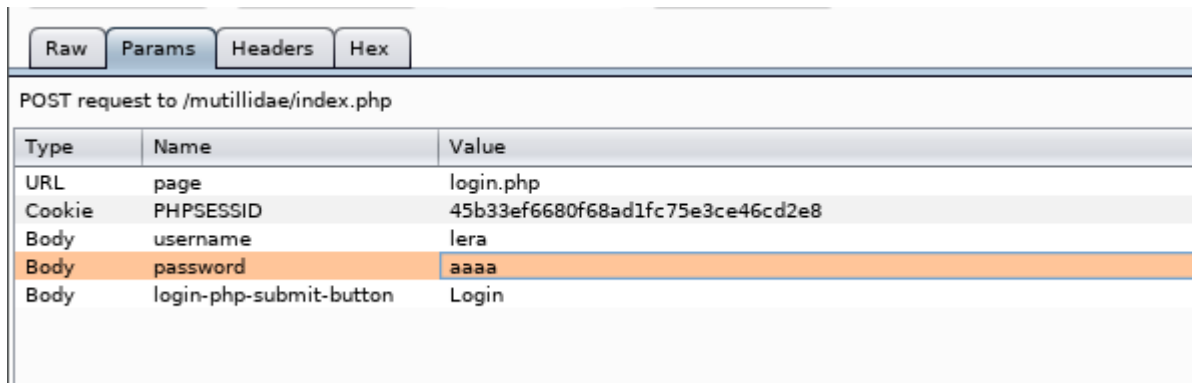 Raw Params Headers Hex
POST request to /mutillidae/index.php
Type Name Value
URL page login.php
Cookie PHPSESSID 45b33ef6680f68ad1fc75e3ce46cd2e8
Body username lera
Body password aaaa
Body login-php-submit-button Login